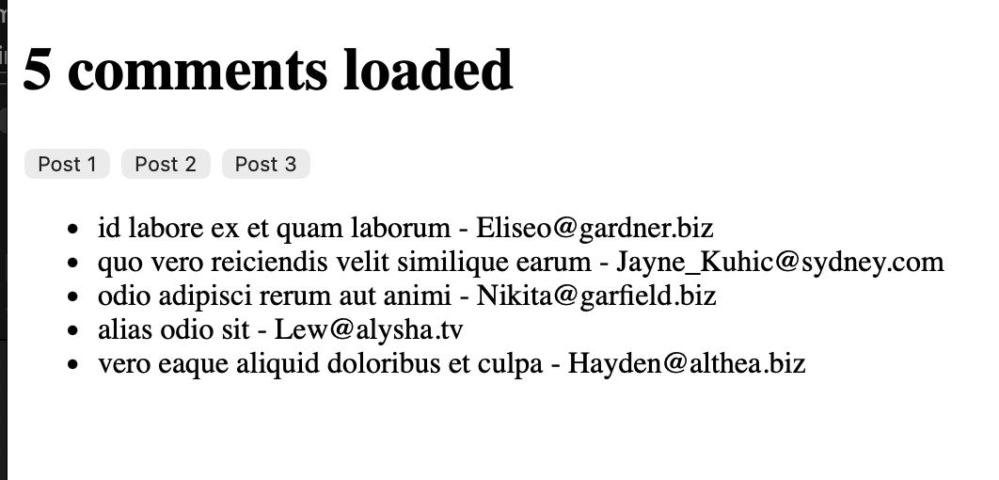 5 comments loaded
Post 1 Post 2 Post 3
id labore ex et quam laborum - Eliseo@gardner.biz
quo vero reiciendis velit similique earum - Jayne_Kuhic@sydney.com
odio adipisci rerum aut animi - Nikita@garfield.biz
alias odio sit - Lew@alysha.tv
vero eaque aliquid doloribus et culpa - Hayden@althea.biz